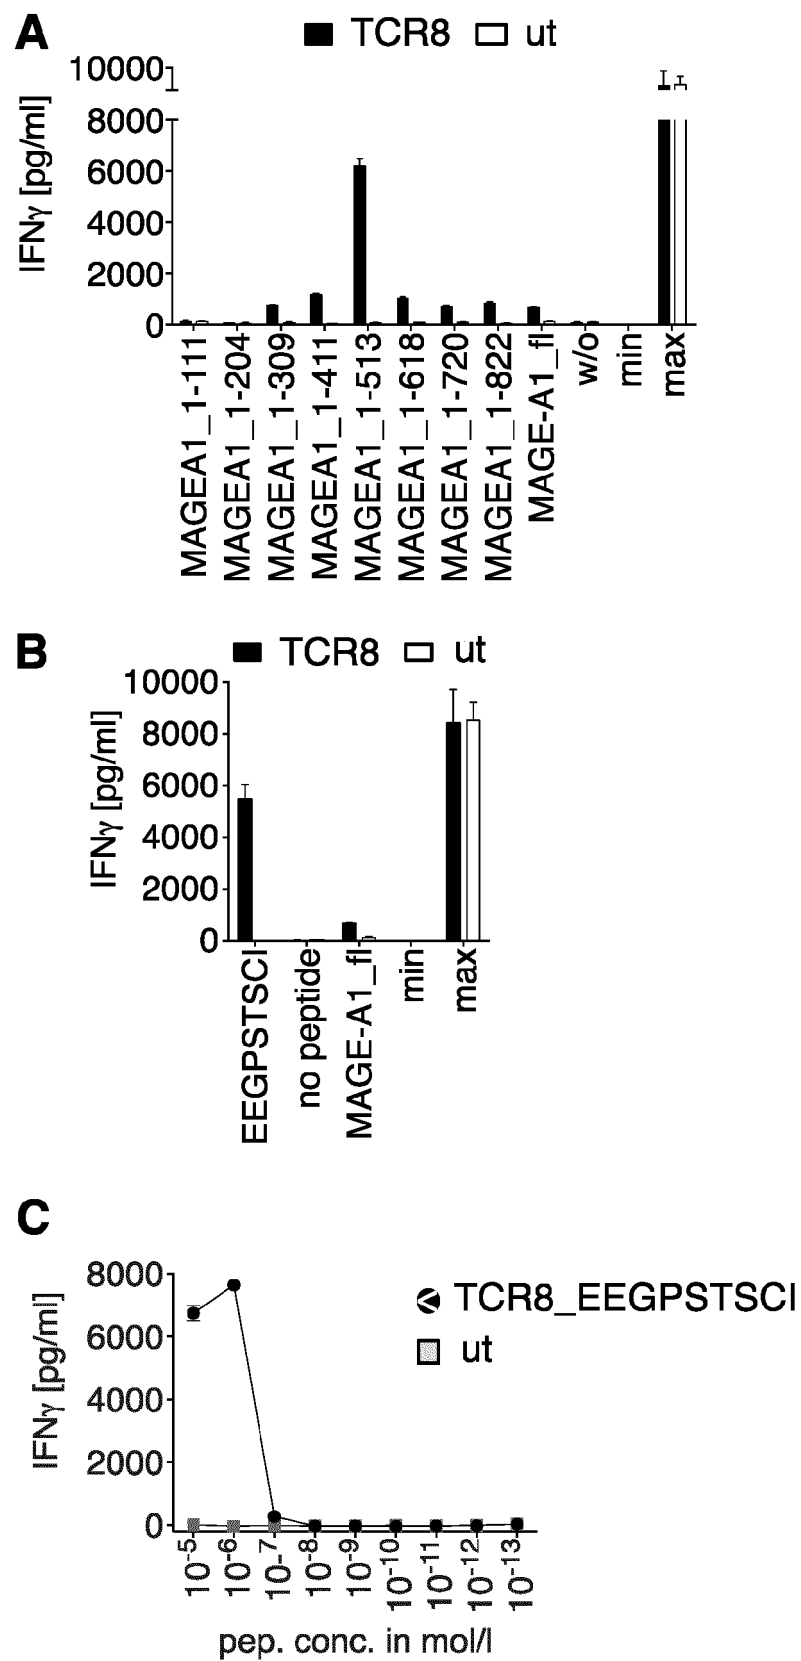 A
TCR8 ut
IFNγ [pg/ml]
10000
8000
6000
4000
2000
0
MAGEA1_1-111
MAGEA1_1-204
MAGEA1_1-309
MAGEA1_1-411
MAGEA1_1-513
MAGEA1_1-618
MAGEA1_1-720
MAGEA1_1-822
MAGE-A1_fl
w/o
min
max
B
TCR8 ut
IFNγ [pg/ml]
10000
8000
6000
4000
2000
0
EEGPSTSCI
no peptide
MAGE-A1_fl
min
max
C
IFNγ [pg/ml]
8000
6000
4000
2000
0
TCR8_EEGPSTSCI
ut
10⁻⁵
10⁻⁶
10⁻⁷
10⁻⁸
10⁻⁹
10⁻¹⁰
10⁻¹¹
10⁻¹²
10⁻¹³
pep. conc. in mol/l